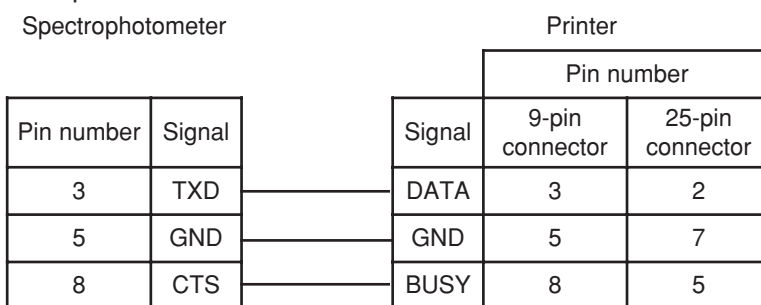 Spectrophotometer Printer
Pin number
Pin number Signal Signal 9-pin connector 25-pin connector
3 TXD DATA 3 2
5 GND GND 5 7
8 CTS BUSY 8 5